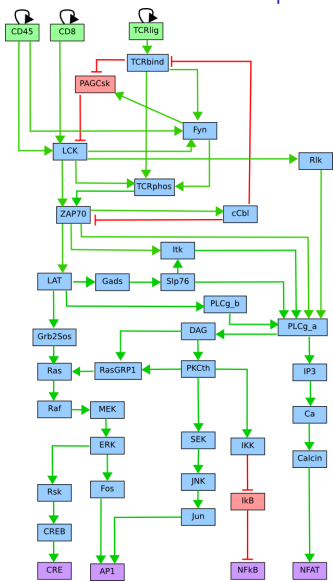 CD45
CD8
TCRlig
TCRbind
PAGCsk
Fyn
LCK
Rlk
TCRphos
ZAP70
cCbl
Itk
LAT
Gads
Slp76
PLCg_b
DAG
PLCg_a
Grb2Sos
Ras
RasGRP1
PKCth
IP3
Raf
MEK
Ca
ERK
SEK
IKK
Calcin
Rsk
Fos
JNK
IkB
CREB
Jun
CRE
AP1
NFkB
NFAT